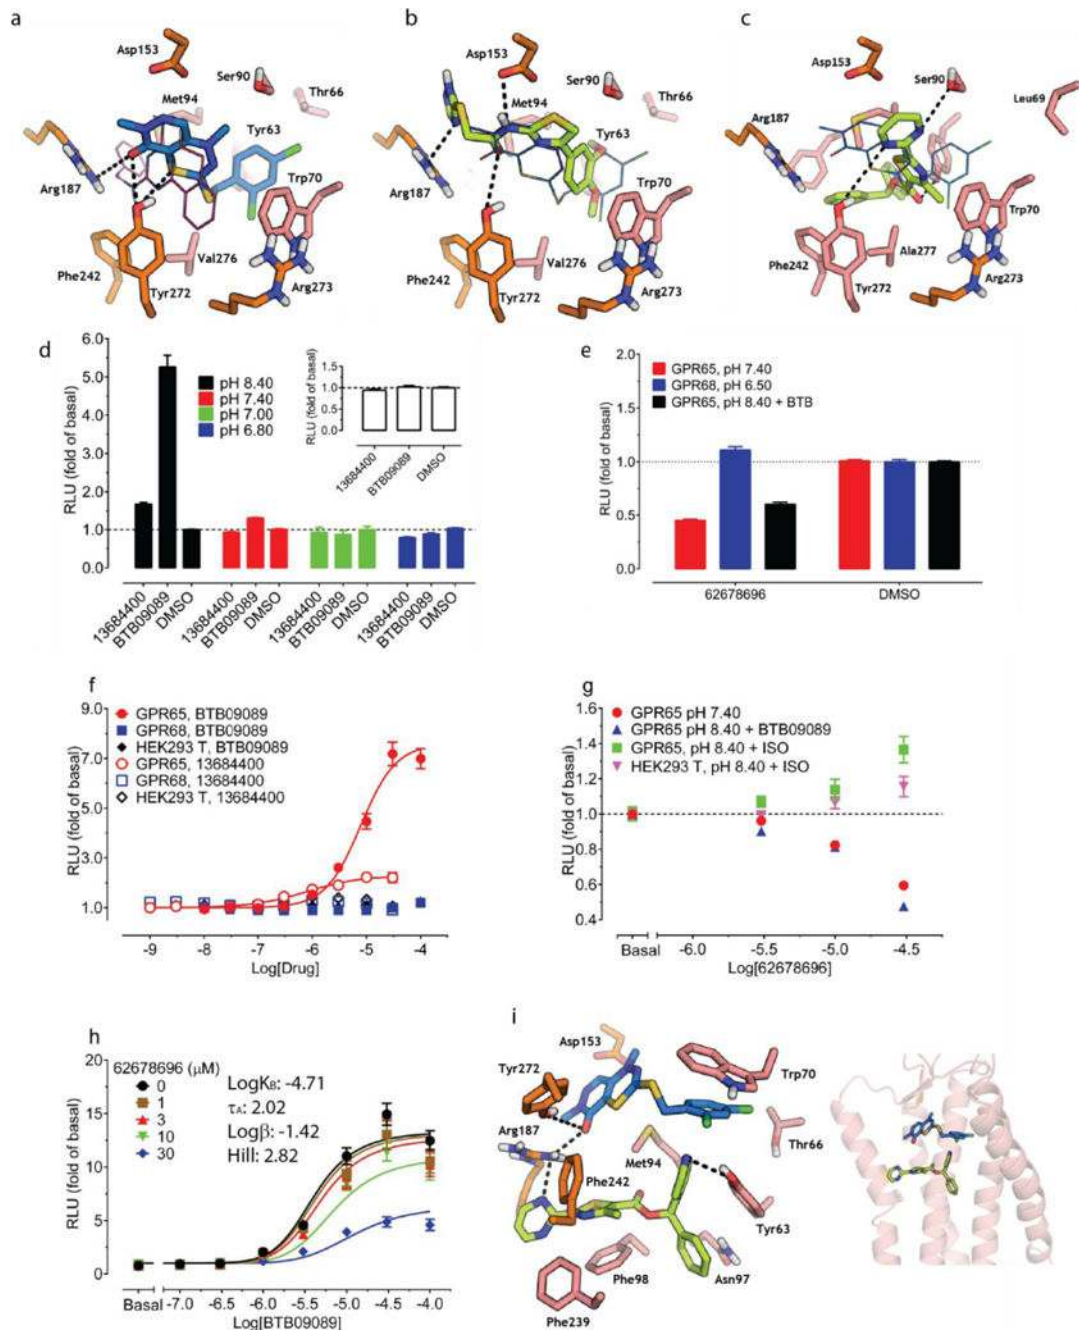 a
Asp153
Ser90
Thr66
Met94
Tyr63
Arg187
Trp70
Phe242
Val276
Tyr272
Arg273
b
Asp153
Ser90
Thr66
Met94
Tyr63
Arg187
Trp70
Phe242
Val276
Tyr272
Arg273
c
Asp153
Ser90
Leu69
Arg187
Trp70
Phe242
Ala277
Tyr272
Arg273
d
RLU (fold of basal)
6.0
5.0
4.0
3.0
2.0
1.0
0.0
pH 8.40
pH 7.40
pH 7.00
pH 6.80
13684400
BTB09089
DMSO
13684400
BTB09089
DMSO
13684400
BTB09089
DMSO
13684400
BTB09089
DMSO
RLU (fold of basal)
1.5
1.0
0.5
0.0
13684400
BTB09089
DMSO
e
RLU (fold of basal)
2.0
1.5
1.0
0.5
0.0
GPR65, pH 7.40
GPR68, pH 6.50
GPR65, pH 8.40 + BTB
62678696
DMSO
f
RLU (fold of basal)
9.0
7.0
5.0
3.0
1.0
GPR65, BTB09089
GPR68, BTB09089
HEK293 T, BTB09089
GPR65, 13684400
GPR68, 13684400
HEK293 T, 13684400
-9 -8 -7 -6 -5 -4
Log[Drug]
g
RLU (fold of basal)
1.6
1.4
1.2
1.0
0.8
0.6
0.4
GPR65 pH 7.40
GPR65 pH 8.40 + BTB09089
GPR65, pH 8.40 + ISO
HEK293 T, pH 8.40 + ISO
Basal -6.0 -5.5 -5.0 -4.5
Log[62678696]
h
RLU (fold of basal)
20
15
10
5
0
62678696 (μM)
0
1
3
10
30
LogKB: -4.71
τA: 2.02
Logβ: -1.42
Hill: 2.82
Basal -7.0 -6.5 -6.0 -5.5 -5.0 -4.5 -4.0
Log[BTB09089]
i
Asp153
Tyr272
Trp70
Arg187
Thr66
Met94
Phe242
Tyr63
Phe98
Asn97
Phe239